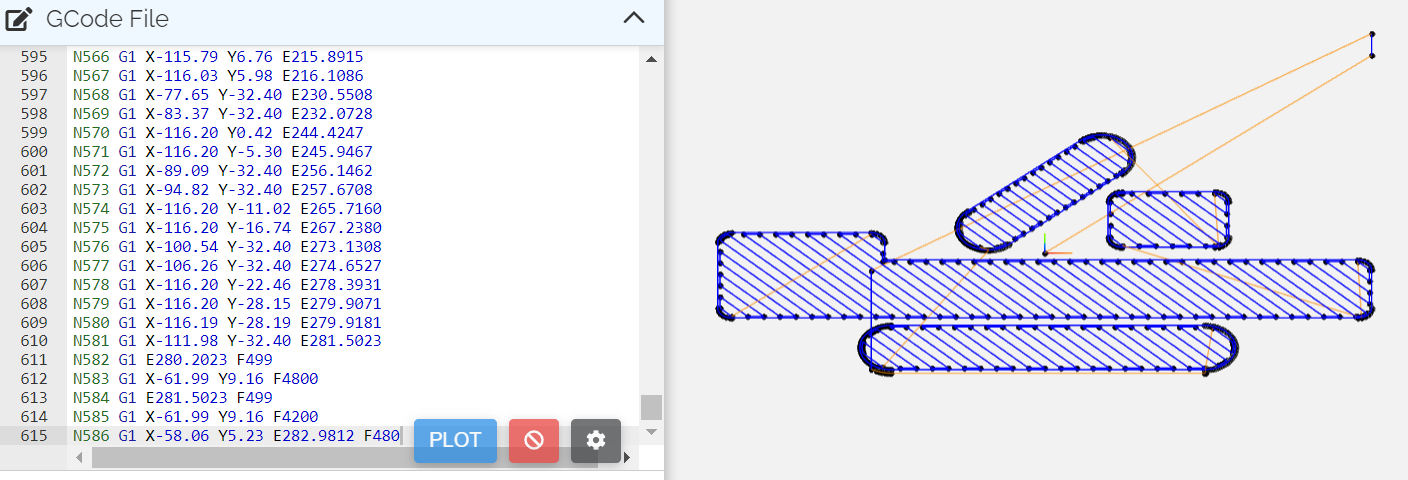 GCode File
595 N566 G1 X-115.79 Y6.76 E215.8915
596 N567 G1 X-116.03 Y5.98 E216.1086
597 N568 G1 X-77.65 Y-32.40 E230.5508
598 N569 G1 X-83.37 Y-32.40 E232.0728
599 N570 G1 X-116.20 Y0.42 E244.4247
600 N571 G1 X-116.20 Y-5.30 E245.9467
601 N572 G1 X-89.09 Y-32.40 E256.1462
602 N573 G1 X-94.82 Y-32.40 E257.6708
603 N574 G1 X-116.20 Y-11.02 E265.7160
604 N575 G1 X-116.20 Y-16.74 E267.2380
605 N576 G1 X-100.54 Y-32.40 E273.1308
606 N577 G1 X-106.26 Y-32.40 E274.6527
607 N578 G1 X-116.20 Y-22.46 E278.3931
608 N579 G1 X-116.20 Y-28.15 E279.9071
609 N580 G1 X-116.19 Y-28.19 E279.9181
610 N581 G1 X-111.98 Y-32.40 E281.5023
611 N582 G1 E280.2023 F499
612 N583 G1 X-61.99 Y9.16 F4800
613 N584 G1 E281.5023 F499
614 N585 G1 X-61.99 Y9.16 F4200
615 N586 G1 X-58.06 Y5.23 E282.9812 F480
PLOT